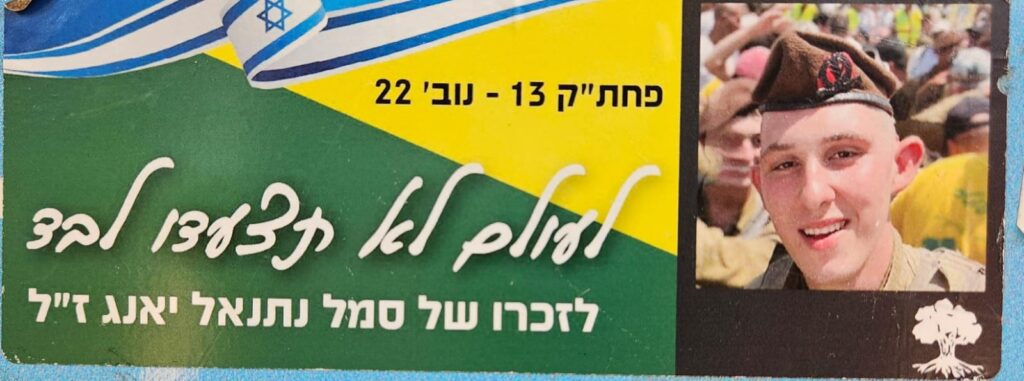 פחת"ק 13 - נוב' 22
לעולם לא תצעדו לבד
לזכרו של סמל נתנאל יאנג ז"ל